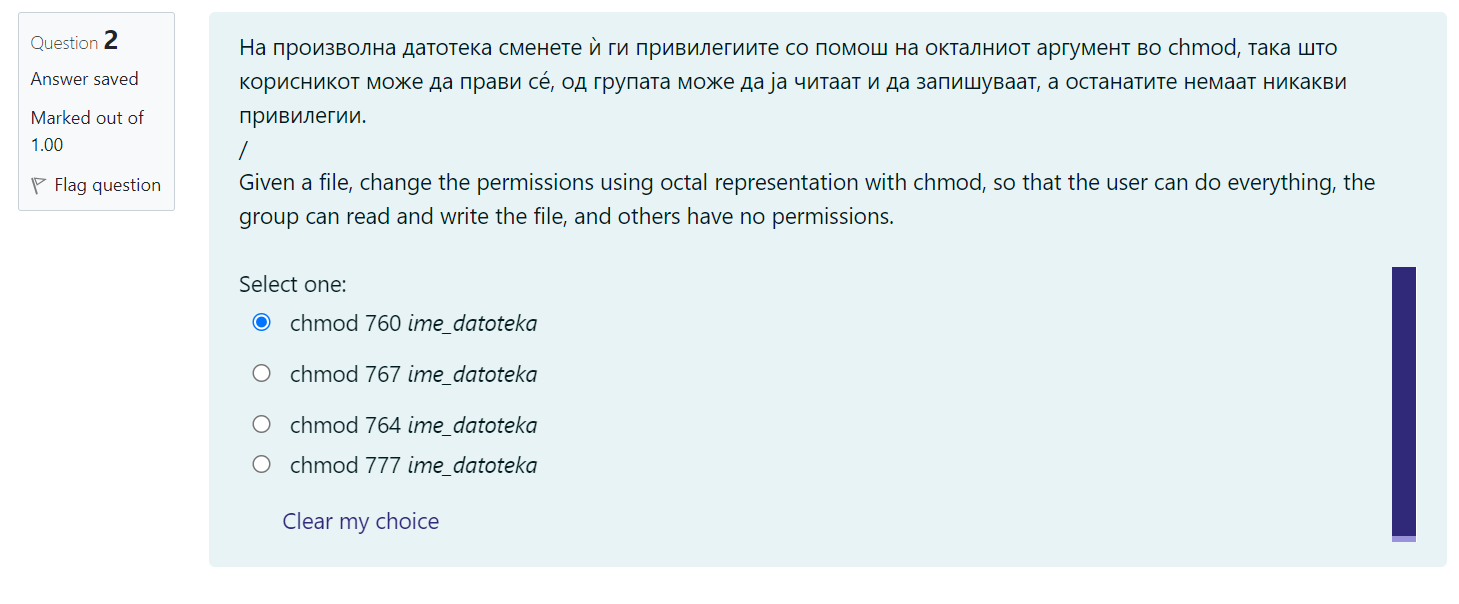 Question 2
Answer saved
Marked out of
1.00
Flag question
На произволна датотека сменете ѝ ги привилегиите со помош на окталниот аргумент во chmod, така што
корисникот може да прави сé, од групата може да ја читаат и да запишуваат, а останатите немаат никакви
привилегии.
/
Given a file, change the permissions using octal representation with chmod, so that the user can do everything, the
group can read and write the file, and others have no permissions.
Select one:
chmod 760 ime_datoteka
chmod 767 ime_datoteka
chmod 764 ime_datoteka
chmod 777 ime_datoteka
Clear my choice